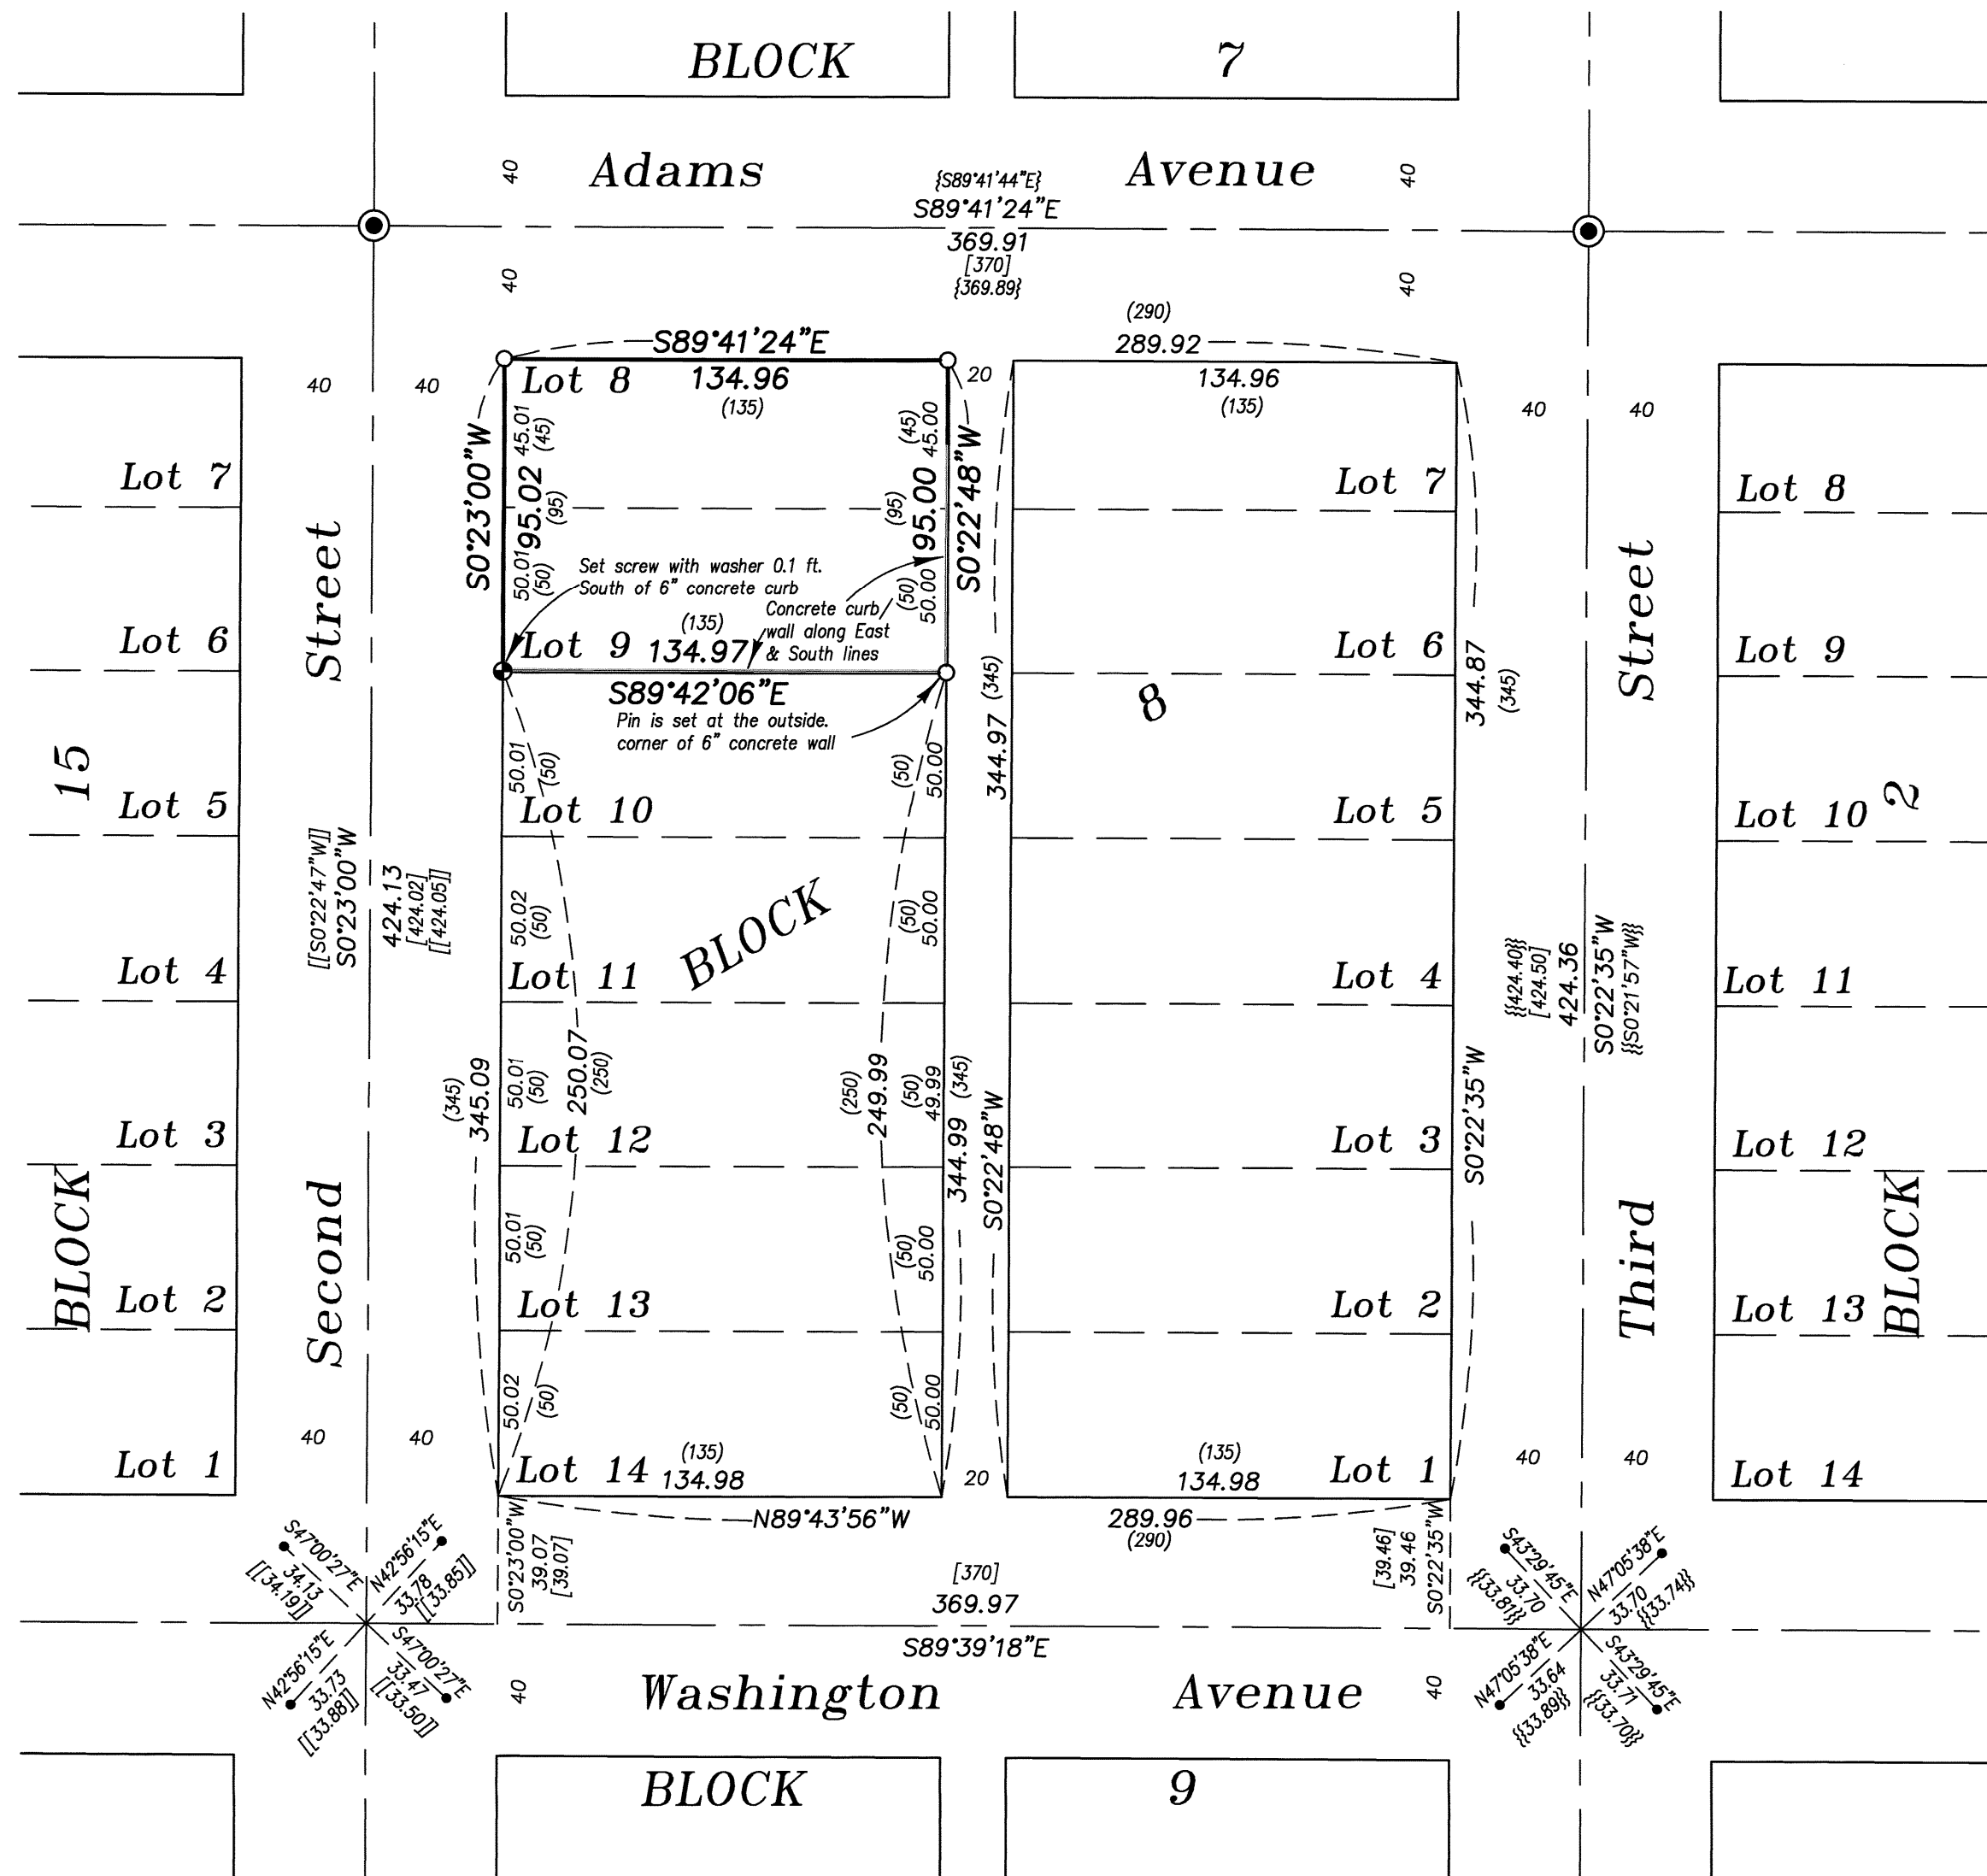 BLOCK 7
Adams Avenue
40
40
{S89°41'44"E}
S89°41'24"E
369.91
[370]
{369.89}
40
40
(290)
289.92
S89°41'24"E
Lot 8
134.96
(135)
20
134.96
(135)
40
40
40
40
S0°23'00"W
45.01
(45)
95.02
(95)
50.01
(50)
(45)
45.00
(95)
95.00
(50)
50.00
S0°22'48"W
Set screw with washer 0.1 ft.
South of 6" concrete curb
Concrete curb
wall along East
& South lines
(135)
Lot 9 134.97
S89°42'06"E
Pin is set at the outside.
corner of 6" concrete wall
Lot 7
Lot 6
Lot 5
Lot 4
Lot 3
Lot 2
Lot 1
BLOCK 15
Second Street
[[S0°22'47"W]]
S0°23'00"W
424.13
[424.02]
[[424.05]]
40
40
50.01
(50)
Lot 10
50.02
(50)
Lot 11
50.01
(50)
Lot 12
50.01
(50)
Lot 13
50.02
(50)
Lot 14
(345)
345.09
250.07
(250)
BLOCK 8
(50)
50.00
(50)
50.00
(50)
49.99
(50)
50.00
(50)
50.00
(250)
249.99
344.99 (345)
344.97 (345)
S0°22'48"W
(135)
134.98
20
(135)
134.98
Lot 7
Lot 6
Lot 5
Lot 4
Lot 3
Lot 2
Lot 1
344.87
(345)
S0°22'35"W
{{424.40}}
[424.50]
424.36
S0°22'35"W
{{S0°21'57"W}}
Third Street
40
40
Lot 8
Lot 9
Lot 10
Lot 11
Lot 12
Lot 13
Lot 14
BLOCK 2
N89°43'56"W
289.96
(290)
S0°23'00"W
39.07
[39.07]
[39.46]
39.46
S0°22'35"W
[370]
369.97
S89°39'18"E
S47°00'27"E
34.13
[[34.19]]
N42°56'15"E
33.78
[[33.85]]
N42°56'15"E
33.73
[[33.88]]
S47°00'27"E
33.47
[[33.50]]
S43°29'45"E
33.70
{{33.81}}
N47°05'38"E
33.70
{{33.74}}
N47°05'38"E
33.64
{{33.89}}
S43°29'45"E
33.71
{{33.70}}
40
Washington Avenue
40
BLOCK 9